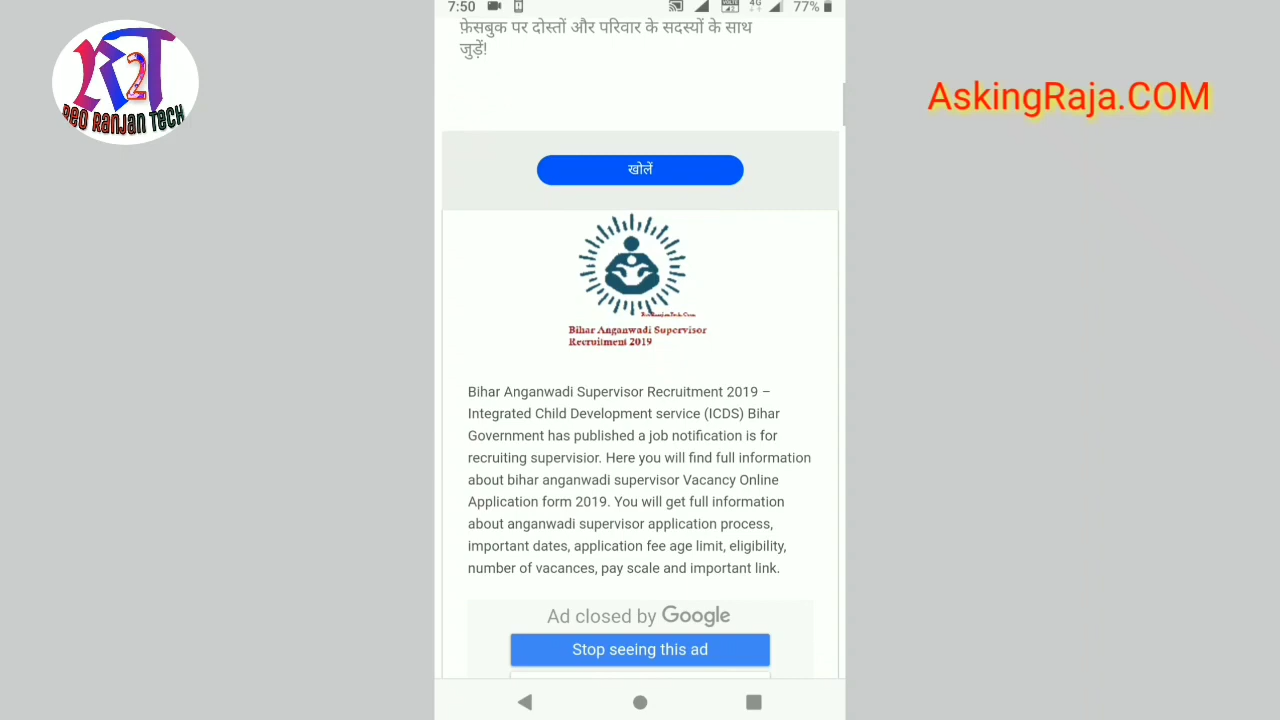 7:50
4G
77%
R2T
REO RANJAN TECH
AskingRaja.COM
फ़ेसबुक पर दोस्तों और परिवार के सदस्यों के साथ
जुड़ें!
खोलें
Bihar Anganwadi Supervisor
Recruitment 2019
Bihar Anganwadi Supervisor Recruitment 2019 –
Integrated Child Development service (ICDS) Bihar
Government has published a job notification is for
recruiting supervisior. Here you will find full information
about bihar anganwadi supervisor Vacancy Online
Application form 2019. You will get full information
about anganwadi supervisor application process,
important dates, application fee age limit, eligibility,
number of vacances, pay scale and important link.
Ad closed by Google
Stop seeing this ad